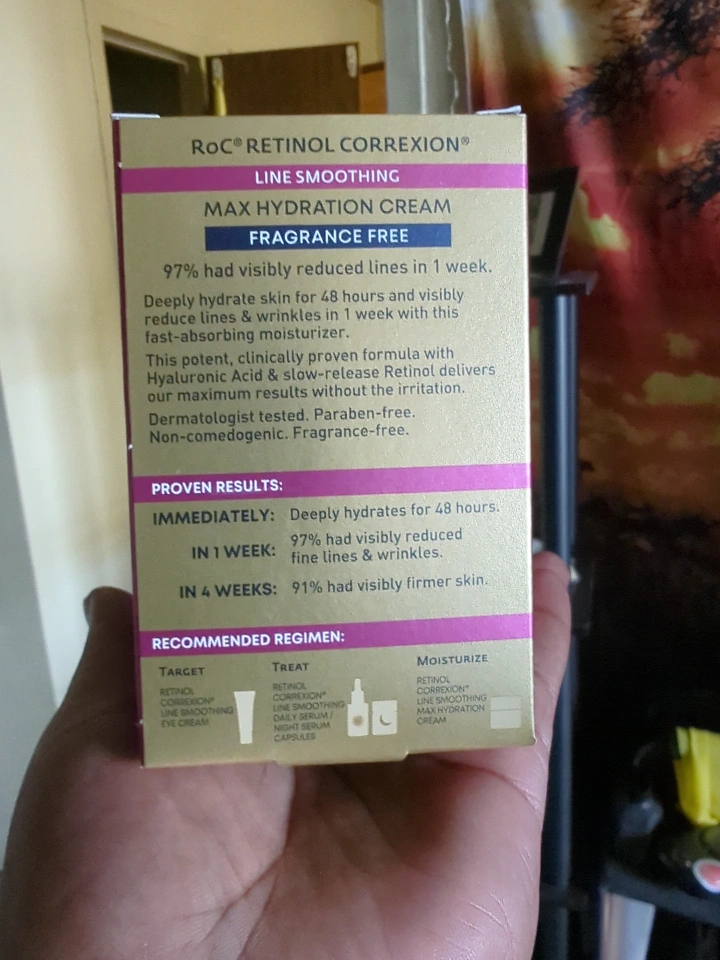 RoC® RETINOL CORREXION®
LINE SMOOTHING
MAX HYDRATION CREAM
FRAGRANCE FREE
97% had visibly reduced lines in 1 week.
Deeply hydrate skin for 48 hours and visibly
reduce lines & wrinkles in 1 week with this
fast-absorbing moisturizer.
This potent, clinically proven formula with
Hyaluronic Acid & slow-release Retinol delivers
our maximum results without the irritation.
Dermatologist tested. Paraben-free.
Non-comedogenic. Fragrance-free.
PROVEN RESULTS:
IMMEDIATELY: Deeply hydrates for 48 hours.
IN 1 WEEK: 97% had visibly reduced
fine lines & wrinkles.
IN 4 WEEKS: 91% had visibly firmer skin.
RECOMMENDED REGIMEN:
TARGET
RETINOL
CORREXION®
LINE SMOOTHING
EYE CREAM
TREAT
RETINOL
CORREXION®
LINE SMOOTHING
DAILY SERUM /
NIGHT SERUM
CAPSULES
MOISTURIZE
RETINOL
CORREXION®
LINE SMOOTHING
MAX HYDRATION
CREAM